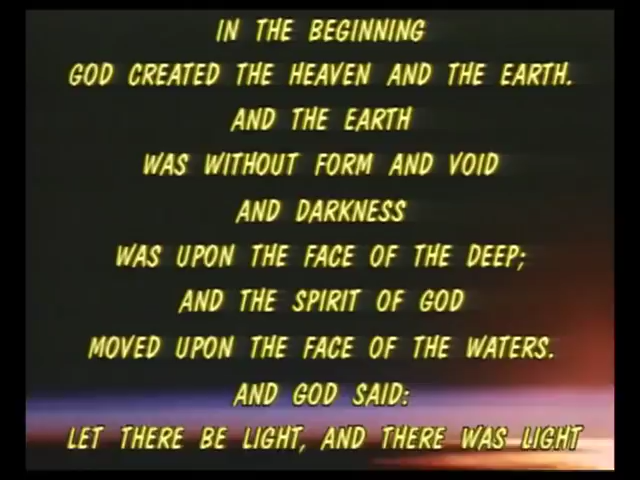 IN THE BEGINNING
GOD CREATED THE HEAVEN AND THE EARTH.
AND THE EARTH
WAS WITHOUT FORM AND VOID
AND DARKNESS
WAS UPON THE FACE OF THE DEEP;
AND THE SPIRIT OF GOD
MOVED UPON THE FACE OF THE WATERS.
AND GOD SAID:
LET THERE BE LIGHT, AND THERE WAS LIGHT